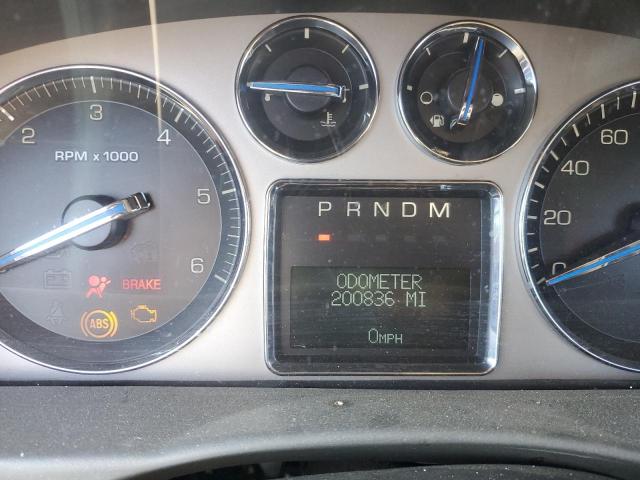 2 3 4 5 6
RPM x 1000
BRAKE
ABS
P R N D M
ODOMETER
200836 MI
0MPH
0 20 40 60